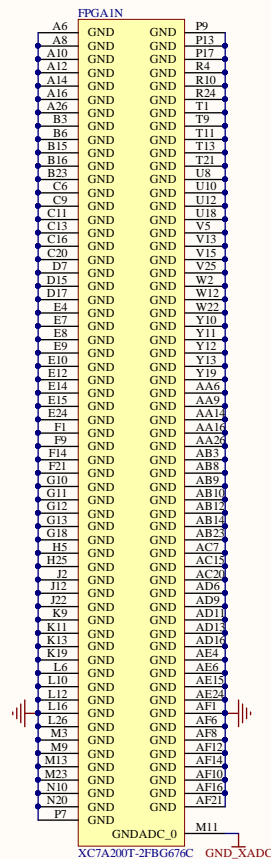 FPGA1N
A6 GND GND P9
A8 GND GND P13
A10 GND GND P17
A12 GND GND R4
A14 GND GND R10
A16 GND GND R24
A26 GND GND T1
B3 GND GND T9
B6 GND GND T11
B15 GND GND T13
B16 GND GND T21
B23 GND GND U8
C6 GND GND U10
C9 GND GND U12
C11 GND GND U18
C13 GND GND V5
C16 GND GND V13
C20 GND GND V15
D7 GND GND V25
D15 GND GND W2
D17 GND GND W12
E4 GND GND W22
E7 GND GND Y10
E8 GND GND Y11
E9 GND GND Y12
E10 GND GND Y13
E12 GND GND Y19
E14 GND GND AA6
E15 GND GND AA9
E24 GND GND AA14
F1 GND GND AA16
F9 GND GND AA26
F14 GND GND AB3
F21 GND GND AB8
G10 GND GND AB9
G11 GND GND AB10
G12 GND GND AB12
G13 GND GND AB14
G18 GND GND AB23
H5 GND GND AC7
H25 GND GND AC15
J2 GND GND AC20
J12 GND GND AD6
J22 GND GND AD9
K9 GND GND AD11
K11 GND GND AD13
K13 GND GND AD16
K19 GND GND AE4
L6 GND GND AE6
L10 GND GND AE15
L12 GND GND AE24
L16 GND GND AF1
L26 GND GND AF6
M3 GND GND AF8
M9 GND GND AF12
M13 GND GND AF14
M23 GND GND AF10
N10 GND GND AF16
N20 GND GND AF21
P7 GND
GNDADC_0 M11
XC7A200T-2FBG676C GND_XADC